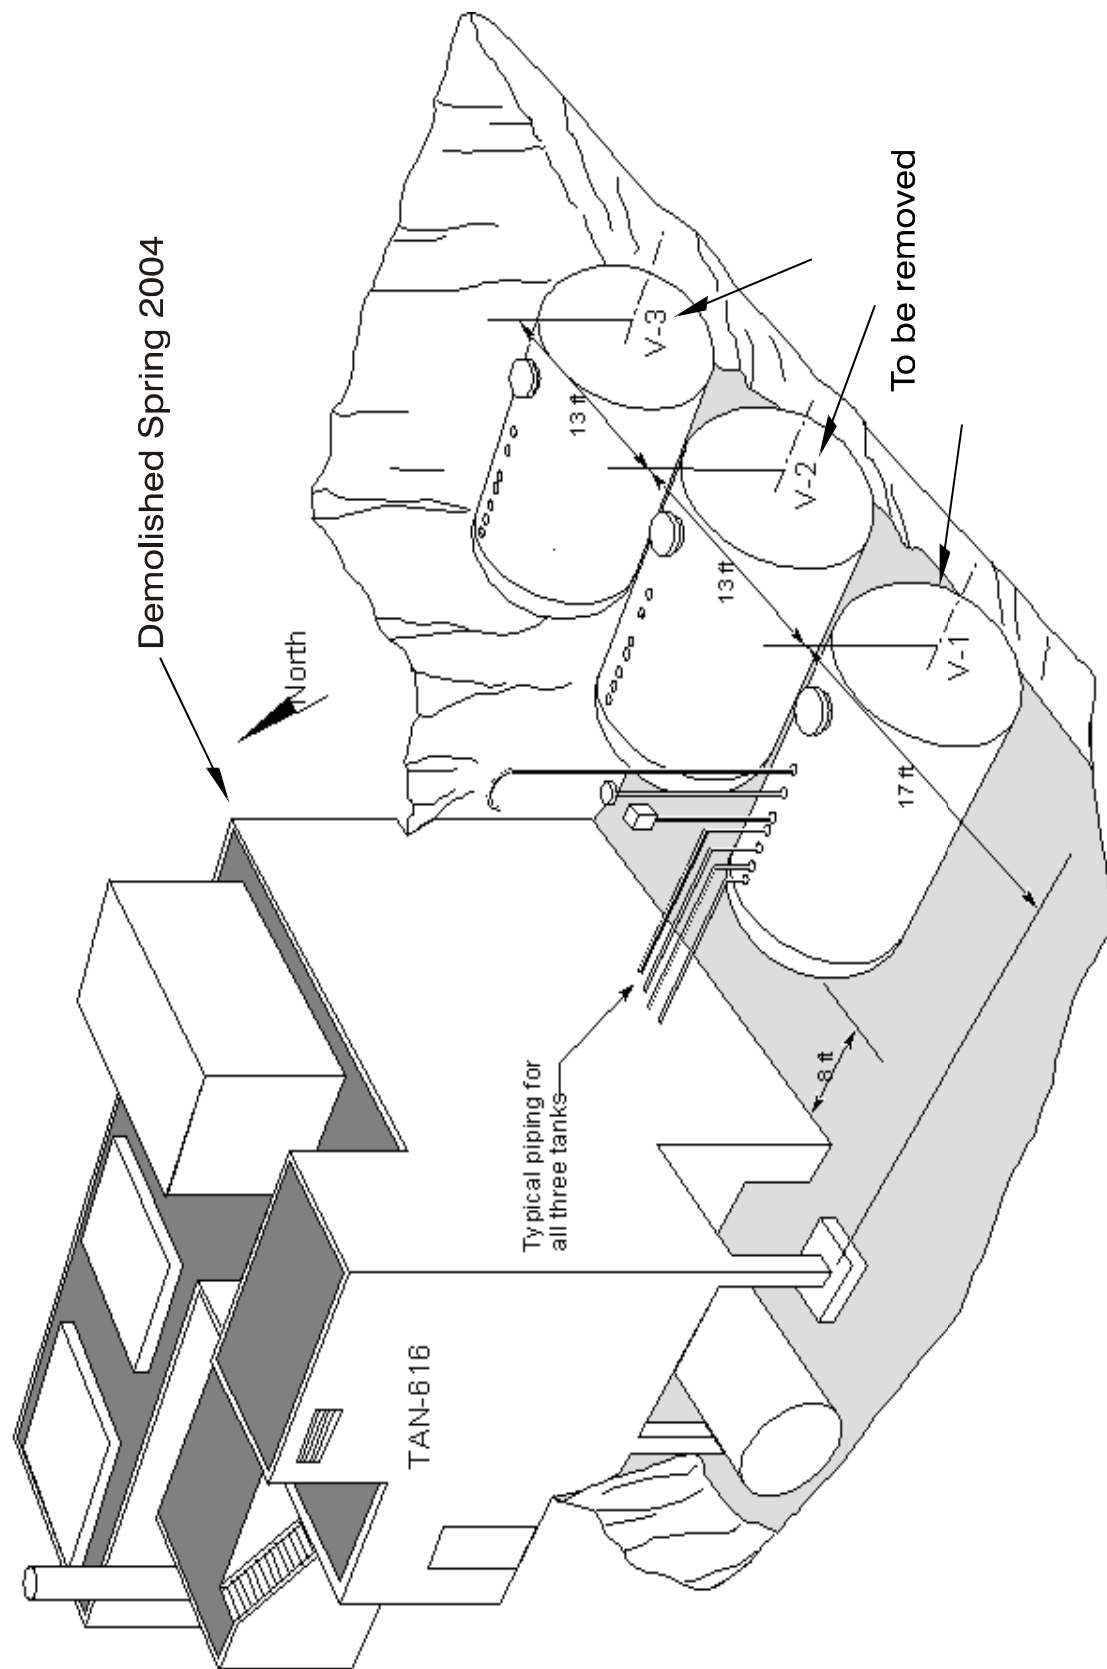 Demolished Spring 2004
North
V-3
13 ft
To be removed
V-2
13 ft
V-1
17 ft
Typical piping for
all three tanks
8 ft
TAN-616